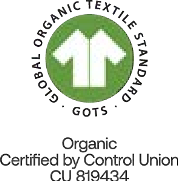 GLOBAL ORGANIC TEXTILE STANDARD
· GOTS ·
Organic
Certified by Control Union
CU 819434